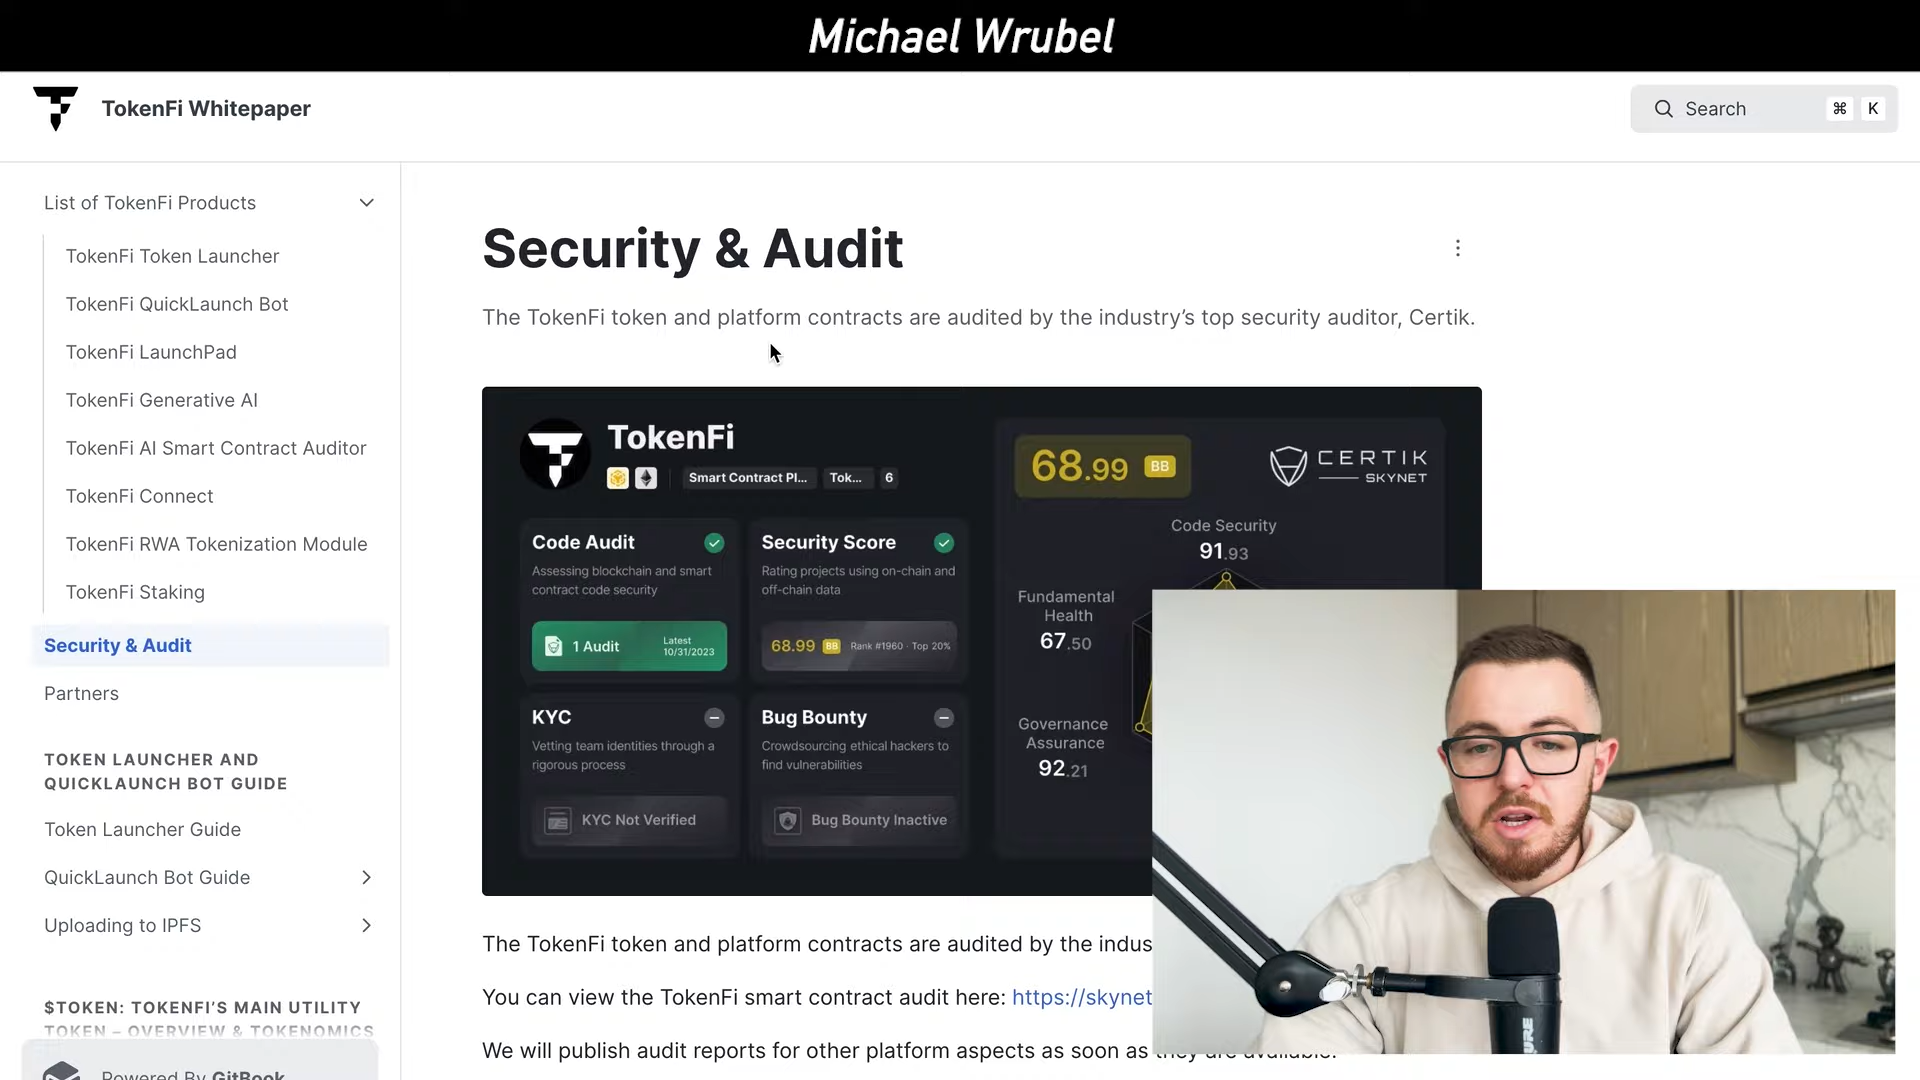 Michael Wrubel
TokenFi Whitepaper
Search
⌘ K
List of TokenFi Products
TokenFi Token Launcher
TokenFi QuickLaunch Bot
TokenFi LaunchPad
TokenFi Generative AI
TokenFi AI Smart Contract Auditor
TokenFi Connect
TokenFi RWA Tokenization Module
TokenFi Staking
Security & Audit
Partners
TOKEN LAUNCHER AND
QUICKLAUNCH BOT GUIDE
Token Launcher Guide
QuickLaunch Bot Guide
Uploading to IPFS
$TOKEN: TOKENFI'S MAIN UTILITY
TOKEN – OVERVIEW & TOKENOMICS
Powered By GitBook
Security & Audit
The TokenFi token and platform contracts are audited by the industry's top security auditor, Certik.
TokenFi
Smart Contract Pl... Tok... 6
Code Audit
Assessing blockchain and smart
contract code security
1 Audit
Latest
10/31/2023
Security Score
Rating projects using on-chain and
off-chain data
68.99 BB Rank #1960 · Top 20%
KYC
Vetting team identities through a
rigorous process
KYC Not Verified
Bug Bounty
Crowdsourcing ethical hackers to
find vulnerabilities
Bug Bounty Inactive
68.99 BB
CERTIK
SKYNET
Code Security
91.93
Fundamental
Health
67.50
Governance
Assurance
92.21
The TokenFi token and platform contracts are audited by the indus
You can view the TokenFi smart contract audit here: https://skynet
We will publish audit reports for other platform aspects as soon as they are available.